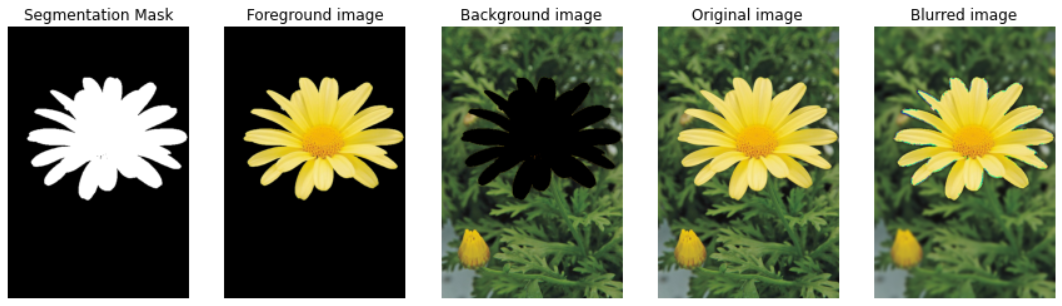 Segmentation Mask
Foreground image
Background image
Original image
Blurred image